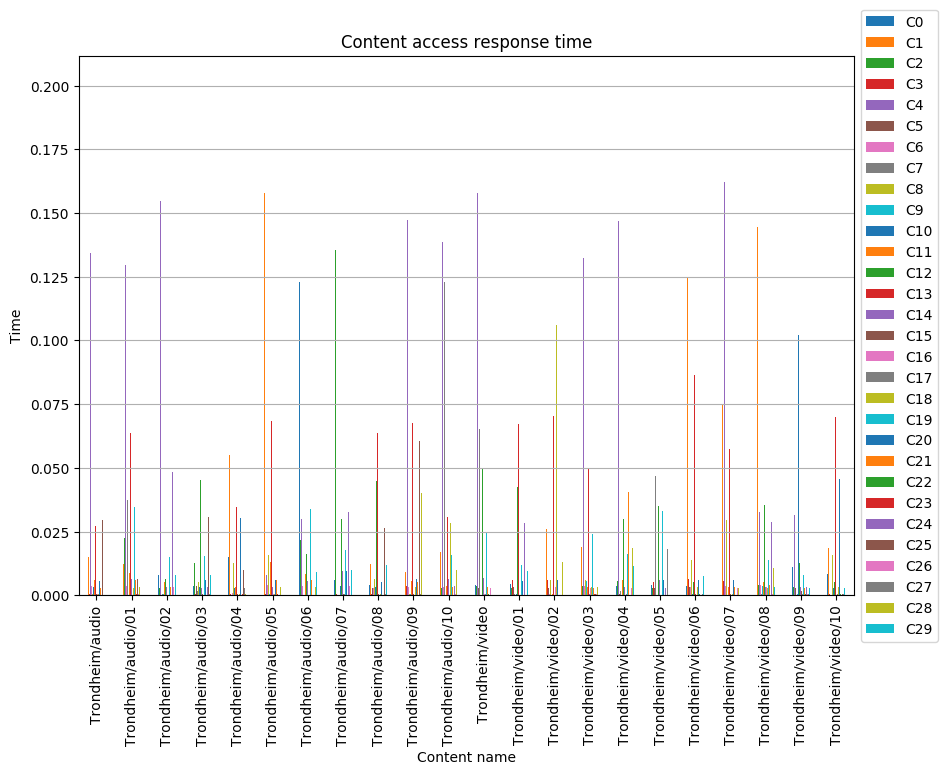 Content access response time
Time
0.200
0.175
0.150
0.125
0.100
0.075
0.050
0.025
0.000
Trondheim/audio
Trondheim/audio/01
Trondheim/audio/02
Trondheim/audio/03
Trondheim/audio/04
Trondheim/audio/05
Trondheim/audio/06
Trondheim/audio/07
Trondheim/audio/08
Trondheim/audio/09
Trondheim/audio/10
Trondheim/video
Trondheim/video/01
Trondheim/video/02
Trondheim/video/03
Trondheim/video/04
Trondheim/video/05
Trondheim/video/06
Trondheim/video/07
Trondheim/video/08
Trondheim/video/09
Trondheim/video/10
Content name
C0
C1
C2
C3
C4
C5
C6
C7
C8
C9
C10
C11
C12
C13
C14
C15
C16
C17
C18
C19
C20
C21
C22
C23
C24
C25
C26
C27
C28
C29